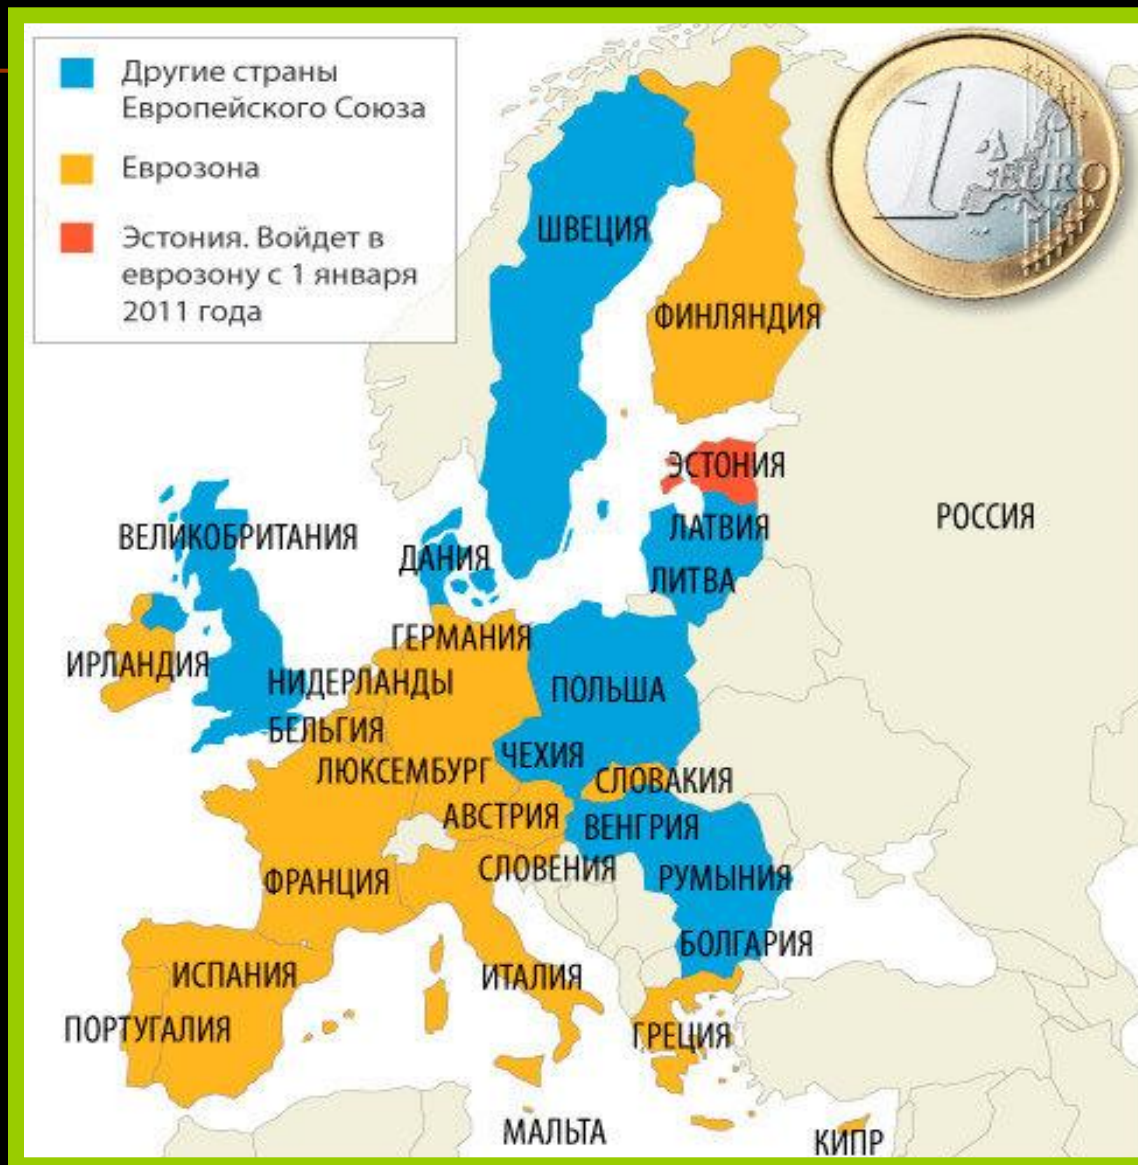 Другие страны
Европейского Союза
Еврозона
Эстония. Войдет в
еврозону с 1 января
2011 года
1
EURO
ШВЕЦИЯ
ФИНЛЯНДИЯ
ЭСТОНИЯ
РОССИЯ
ЛАТВИЯ
ВЕЛИКОБРИТАНИЯ
ДАНИЯ
ЛИТВА
ГЕРМАНИЯ
ИРЛАНДИЯ
НИДЕРЛАНДЫ
ПОЛЬША
БЕЛЬГИЯ
ЧЕХИЯ
ЛЮКСЕМБУРГ
СЛОВАКИЯ
АВСТРИЯ
ВЕНГРИЯ
СЛОВЕНИЯ
ФРАНЦИЯ
РУМЫНИЯ
БОЛГАРИЯ
ИСПАНИЯ
ИТАЛИЯ
ПОРТУГАЛИЯ
ГРЕЦИЯ
МАЛЬТА
КИПР